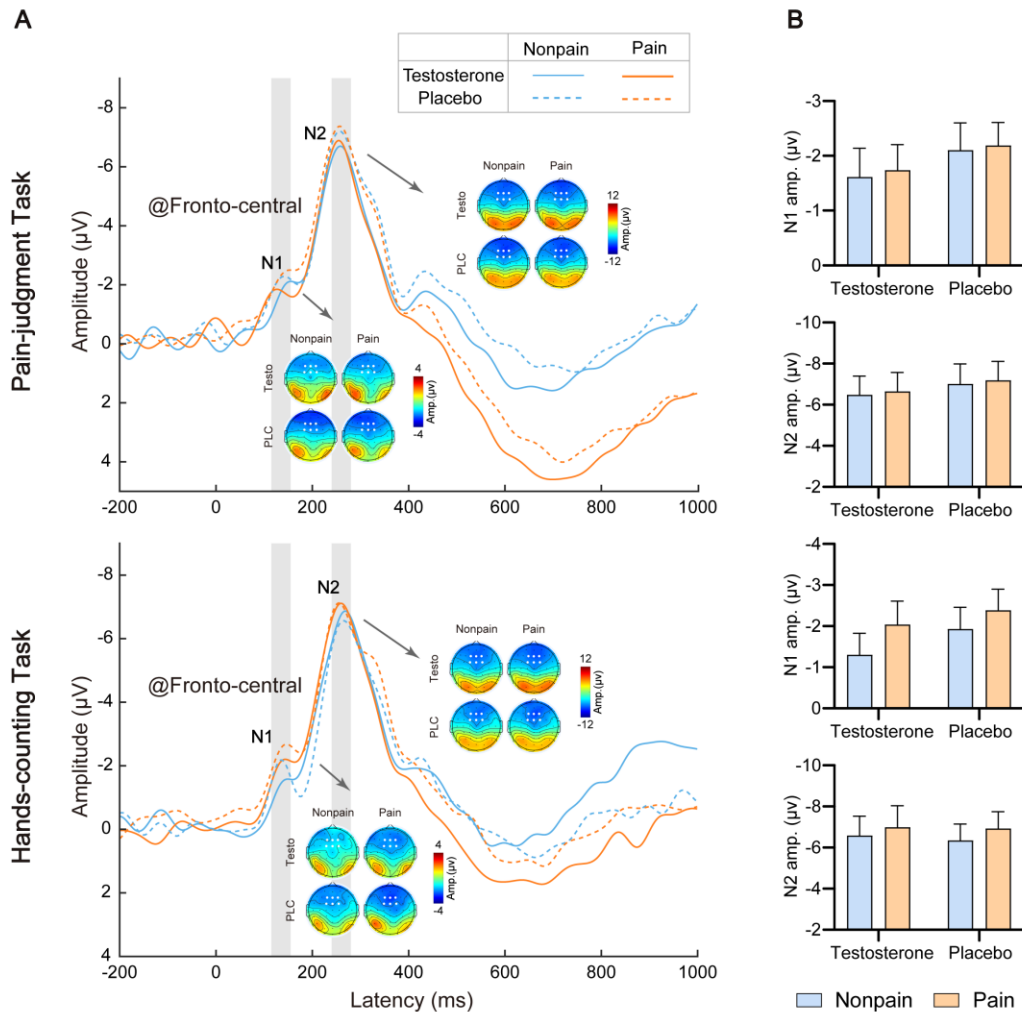 A
B
Nonpain Pain
Testosterone
Placebo
Pain-judgment Task
Amplitude (μV)
-8
-6
-4
-2
0
2
4
-200 0 200 400 600 800 1000
@Fronto-central
N1
N2
Nonpain Pain
Testo
PLC
12
-12
Amp.(μv)
Nonpain Pain
Testo
PLC
4
-4
Amp.(μv)
Hands-counting Task
Amplitude (μV)
-8
-6
-4
-2
0
2
4
-200 0 200 400 600 800 1000
Latency (ms)
@Fronto-central
N1
N2
Nonpain Pain
Testo
PLC
12
-12
Amp.(μv)
Nonpain Pain
Testo
PLC
4
-4
Amp.(μv)
N1 amp. (μv)
-3
-2
-1
0
Testosterone Placebo
N2 amp. (μv)
-10
-8
-6
-4
-2
Testosterone Placebo
N1 amp. (μv)
-4
-3
-2
-1
0
Testosterone Placebo
N2 amp. (μv)
-10
-8
-6
-4
-2
Testosterone Placebo
Nonpain Pain